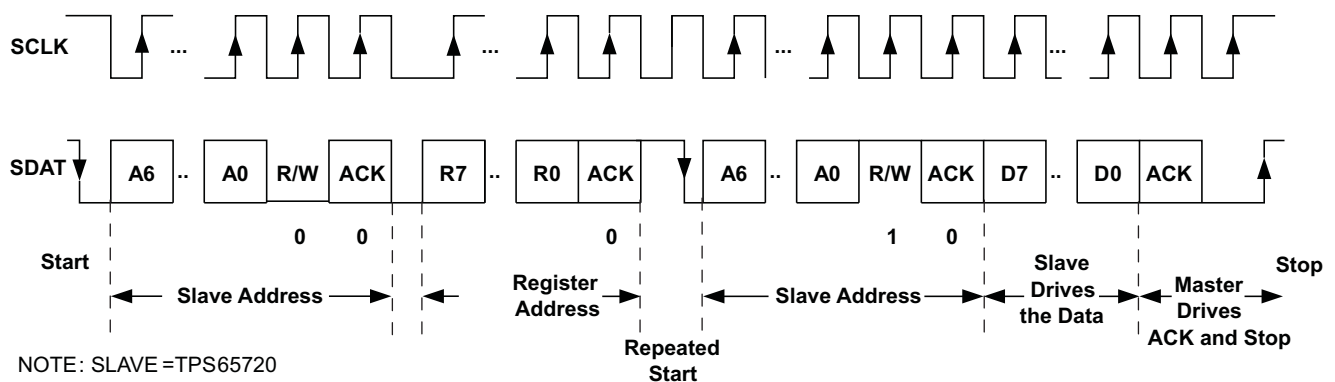 SCLK ... ... ... ...
SDAT A6 .. A0 R/W ACK R7 .. R0 ACK A6 .. A0 R/W ACK D7 .. D0 ACK
0 0 0 1 0
Start
Slave Address
Register
Address
Repeated
Start
Slave Address
Slave
Drives
the Data
Master
Drives
ACK and Stop
Stop
NOTE: SLAVE=TPS65720